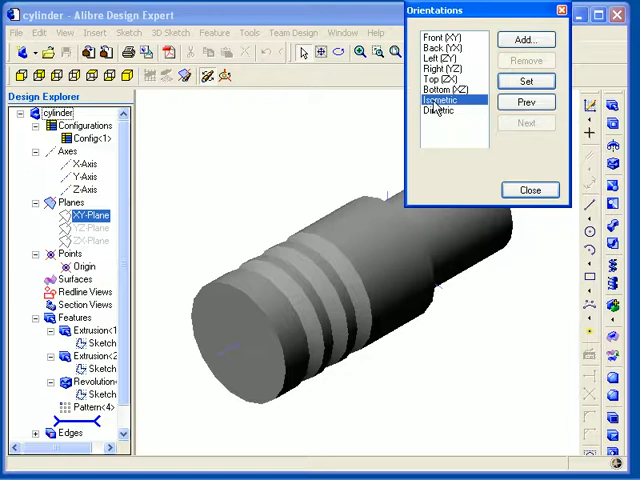 cylinder - Alibre Design Expert
Orientations
File Edit View Insert Sketch 3D Sketch Feature Tools Team Design Window Help
Front (XY)
Back (YX)
Left (ZY)
Right (YZ)
Top (ZX)
Bottom (XZ)
Isometric
Dimetric
Add...
Remove
Set
Prev
Next
Close
Design Explorer
cylinder
Configurations
Config<1>
Axes
X-Axis
Y-Axis
Z-Axis
Planes
XY-Plane
YZ-Plane
ZX-Plane
Points
Origin
Surfaces
Redline Views
Section Views
Features
Extrusion<1
Sketch
Extrusion<2
Sketch
Revolution
Sketch
Pattern<4>
Edges